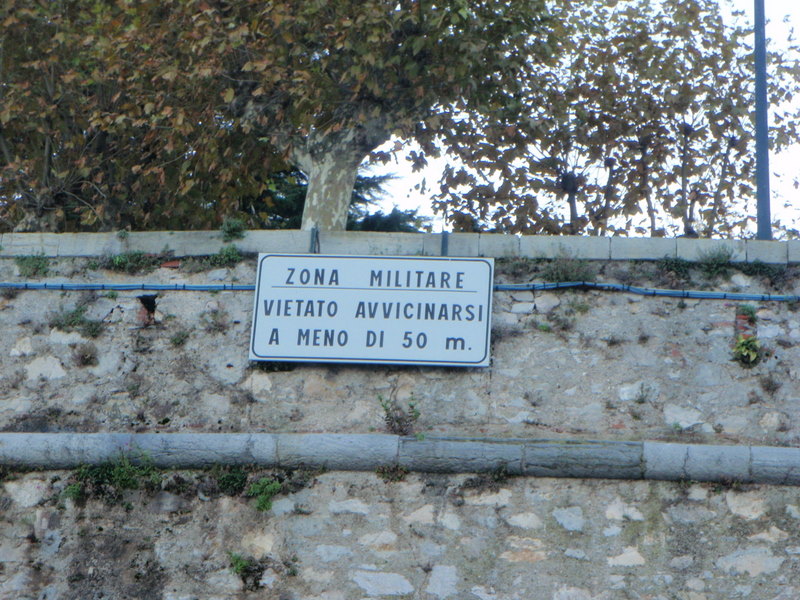 ZONA MILITARE
VIETATO AVVICINARSI
A MENO DI 50 m.